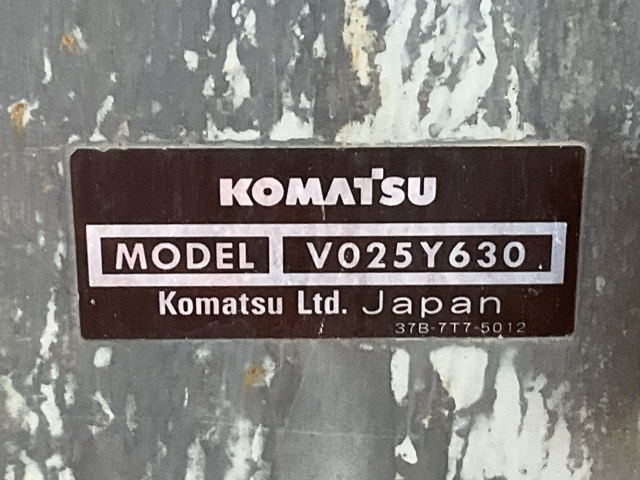 KOMATSU
MODEL V025Y630
Komatsu Ltd. Japan
37B-7T7-5012